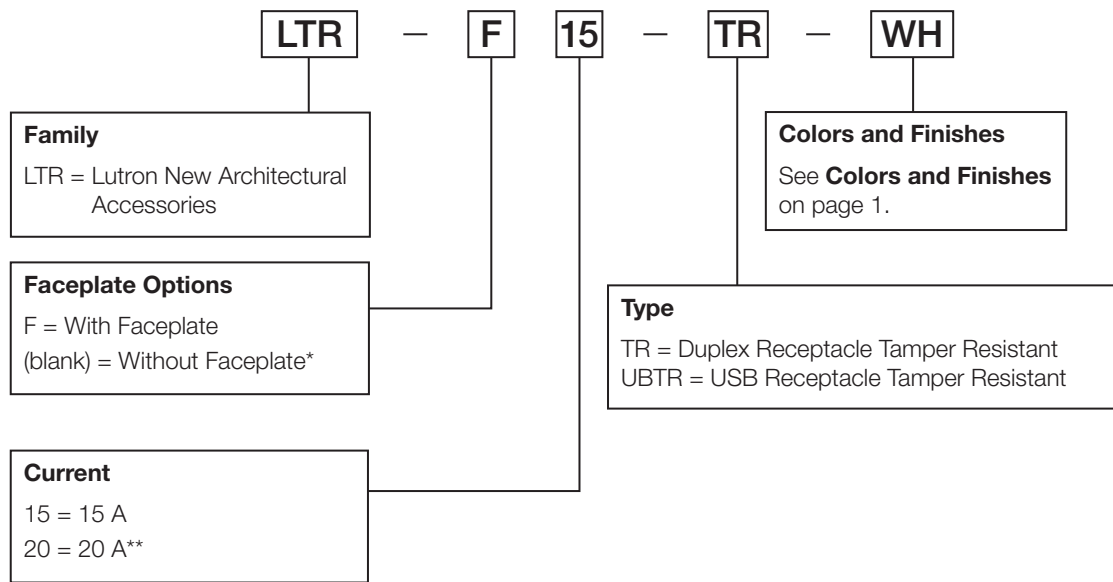 LTR – F 15 – TR – WH
Family
LTR = Lutron New Architectural
Accessories
Colors and Finishes
See Colors and Finishes
on page 1.
Faceplate Options
F = With Faceplate
(blank) = Without Faceplate*
Type
TR = Duplex Receptacle Tamper Resistant
UBTR = USB Receptacle Tamper Resistant
Current
15 = 15 A
20 = 20 A**